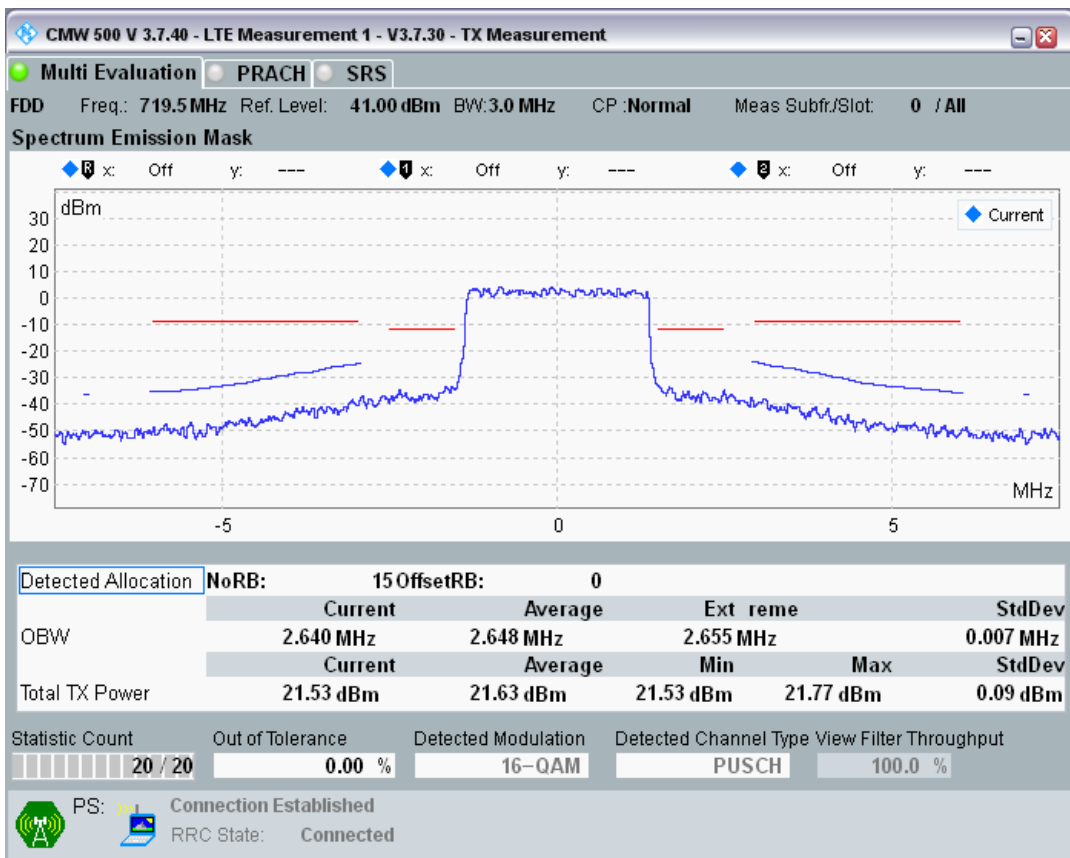 CMW 500 V 3.7.40 - LTE Measurement 1 - V3.7.30 - TX Measurement
Multi Evaluation PRACH SRS
FDD Freq.: 719.5 MHz Ref. Level: 41.00 dBm BW: 3.0 MHz CP : Normal Meas Subfr./Slot: 0 / All
Spectrum Emission Mask
R x: Off y: --- 1 x: Off y: --- 2 x: Off y: ---
dBm
Current
30
20
10
0
-10
-20
-30
-40
-50
-60
-70
MHz
-5 0 5
Detected Allocation NoRB: 15 OffsetRB: 0
Current Average Ext reme StdDev
OBW 2.640 MHz 2.648 MHz 2.655 MHz 0.007 MHz
Current Average Min Max StdDev
Total TX Power 21.53 dBm 21.63 dBm 21.53 dBm 21.77 dBm 0.09 dBm
Statistic Count Out of Tolerance Detected Modulation Detected Channel Type View Filter Throughput
20 / 20 0.00 % 16-QAM PUSCH 100.0 %
PS: Connection Established
RRC State: Connected